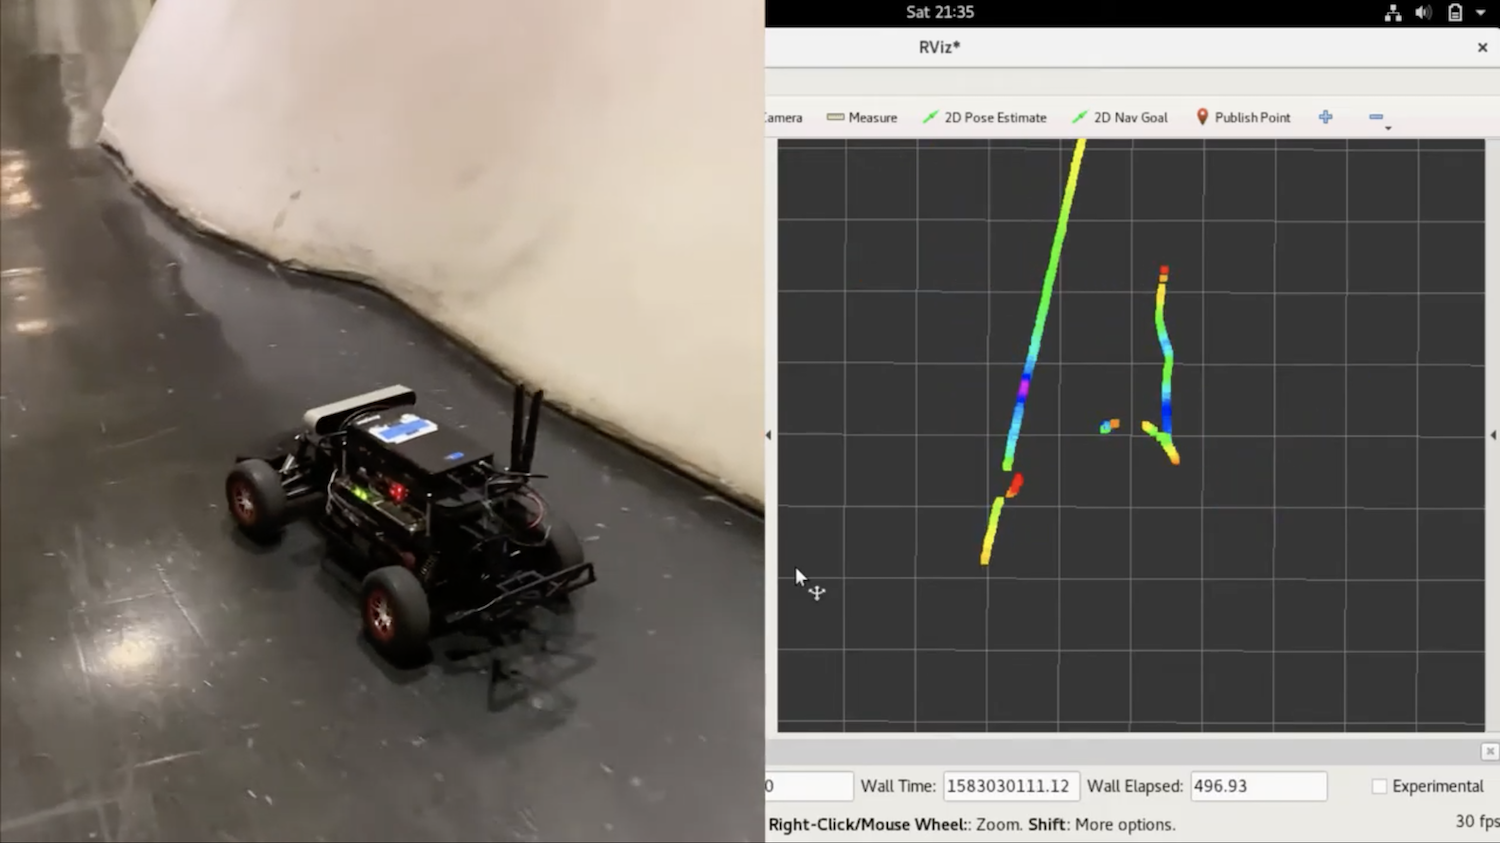 Sat 21:35
RViz*
Measure
2D Pose Estimate
2D Nav Goal
Publish Point
0
Wall Time:
1583030111.12
Wall Elapsed:
496.93
Experimental
Right-Click/Mouse Wheel:: Zoom. Shift: More options.
30 fps